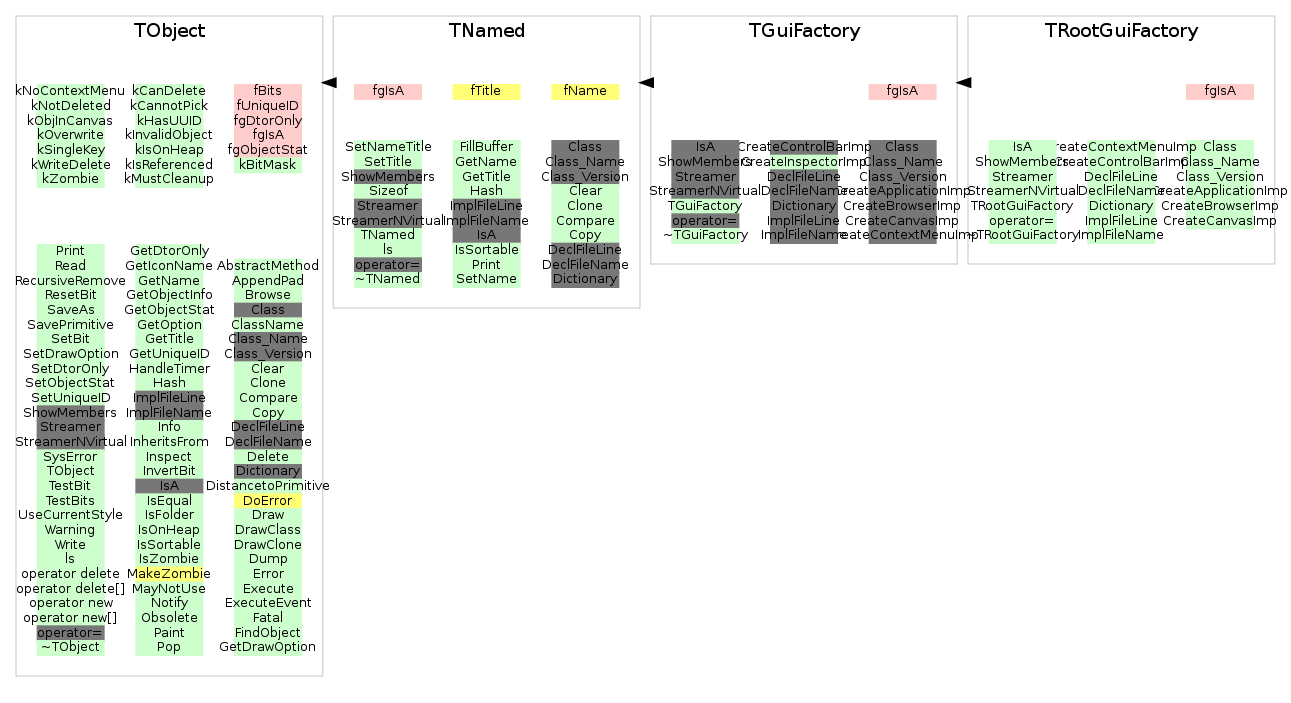 TObject
kNoContextMenu kCanDelete fBits
kNotDeleted kCannotPick fUniqueID
kObjInCanvas kHasUUID fgDtorOnly
kOverwrite kInvalidObject fgIsA
kSingleKey kIsOnHeap fgObjectStat
kWriteDelete kIsReferenced kBitMask
kZombie kMustCleanup
Print GetDtorOnly
Read GetIconName AbstractMethod
RecursiveRemove GetName AppendPad
ResetBit GetObjectInfo Browse
SaveAs GetObjectStat Class
SavePrimitive GetOption ClassName
SetBit GetTitle Class_Name
SetDrawOption GetUniqueID Class_Version
SetDtorOnly HandleTimer Clear
SetObjectStat Hash Clone
SetUniqueID ImplFileLine Compare
ShowMembers ImplFileName Copy
Streamer Info DeclFileLine
StreamerNVirtual InheritsFrom DeclFileName
SysError Inspect Delete
TObject InvertBit Dictionary
TestBit IsA DistancetoPrimitive
TestBits IsEqual DoError
UseCurrentStyle IsFolder Draw
Warning IsOnHeap DrawClass
Write IsSortable DrawClone
ls IsZombie Dump
operator delete MakeZombie Error
operator delete[] MayNotUse Execute
operator new Notify ExecuteEvent
operator new[] Obsolete Fatal
operator= Paint FindObject
~TObject Pop GetDrawOption
TNamed
fgIsA fTitle fName
SetNameTitle FillBuffer Class
SetTitle GetName Class_Name
ShowMembers GetTitle Class_Version
Sizeof Hash Clear
Streamer ImplFileLine Clone
StreamerNVirtual ImplFileName Compare
TNamed IsA Copy
ls IsSortable DeclFileLine
operator= Print DeclFileName
~TNamed SetName Dictionary
TGuiFactory
fgIsA
IsA CreateControlBarImp Class
ShowMembers CreateInspectorImp Class_Name
Streamer DeclFileLine Class_Version
StreamerNVirtual DeclFileName CreateApplicationImp
TGuiFactory Dictionary CreateBrowserImp
operator= ImplFileLine CreateCanvasImp
~TGuiFactory ImplFileName CreateContextMenuImp
TRootGuiFactory
fgIsA
IsA CreateContextMenuImp Class
ShowMembers CreateControlBarImp Class_Name
Streamer DeclFileLine Class_Version
StreamerNVirtual DeclFileName CreateApplicationImp
TRootGuiFactory Dictionary CreateBrowserImp
operator= ImplFileLine CreateCanvasImp
~TRootGuiFactory ImplFileName